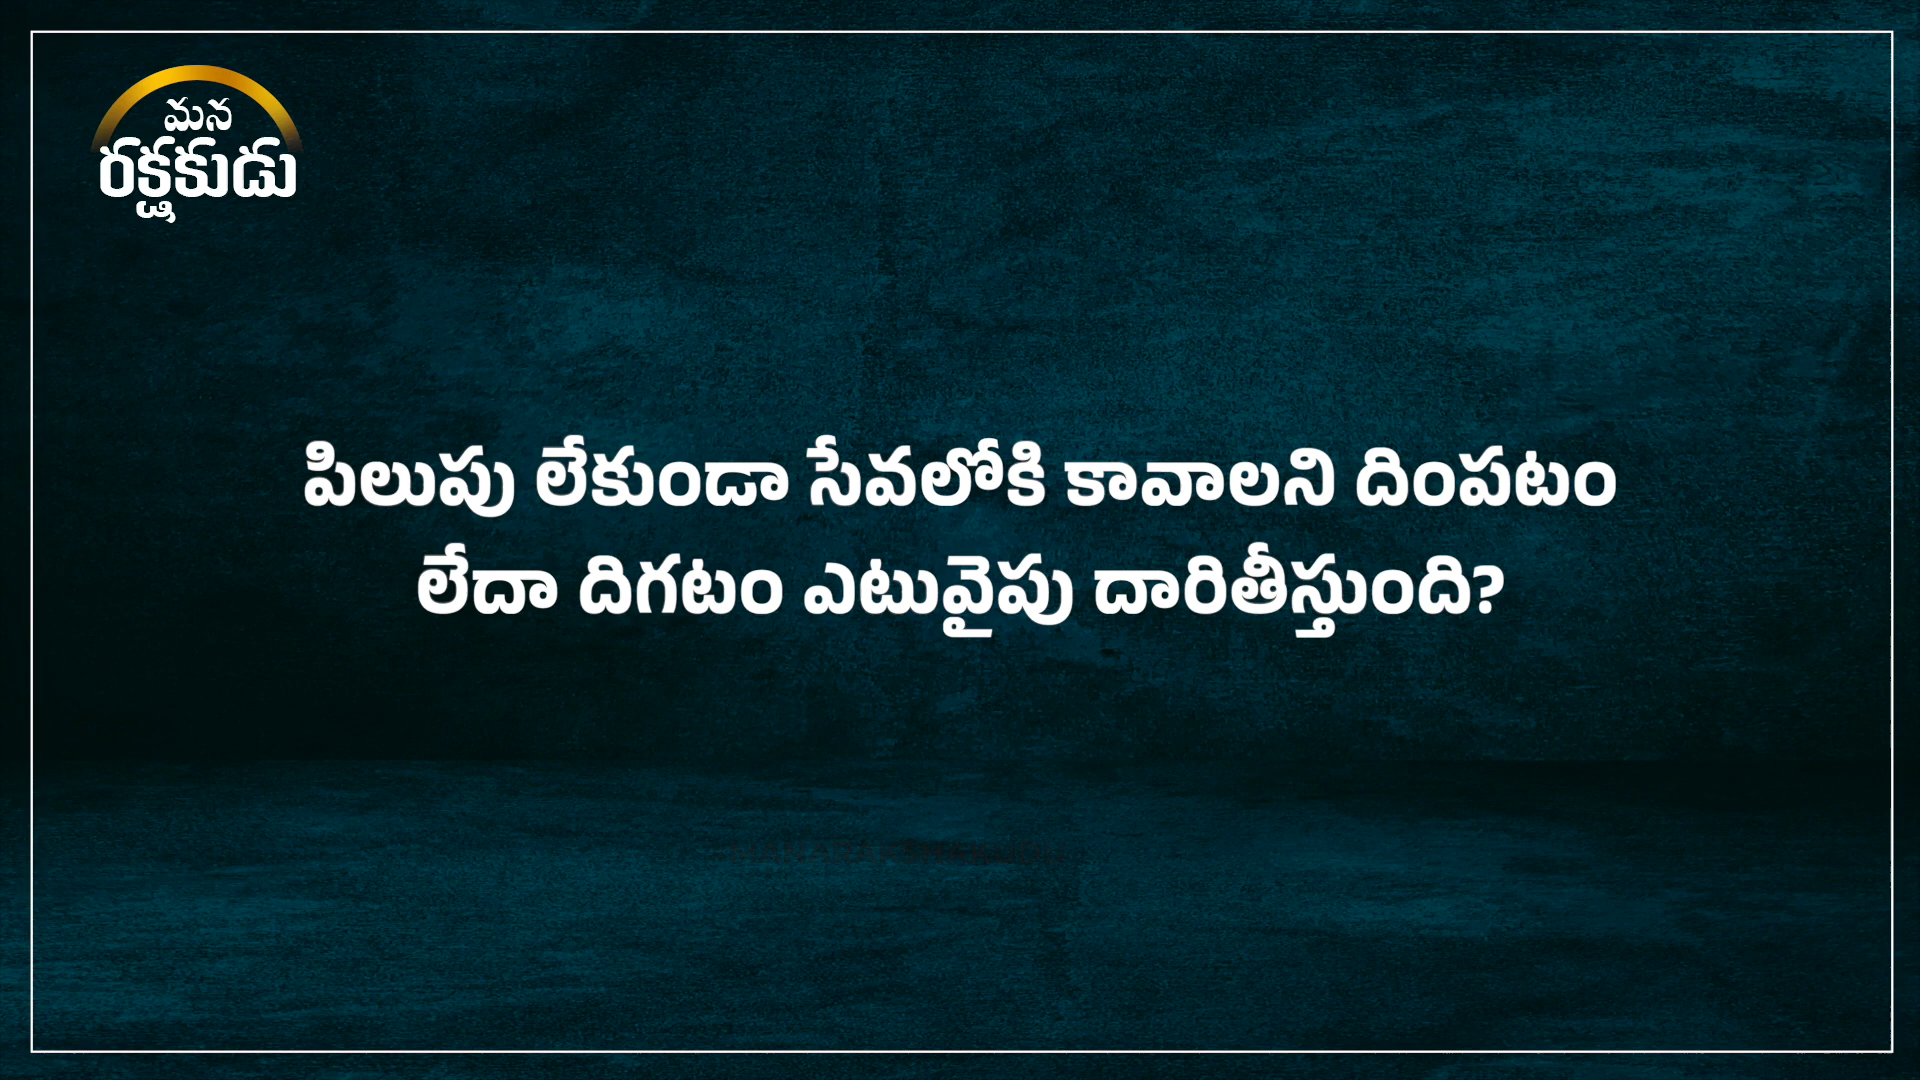 మన
రక్షకుడు
పిలుపు లేకుండా సేవలోకి కావాలని దింపటం
లేదా దిగటం ఎటువైపు దారితీస్తుంది?